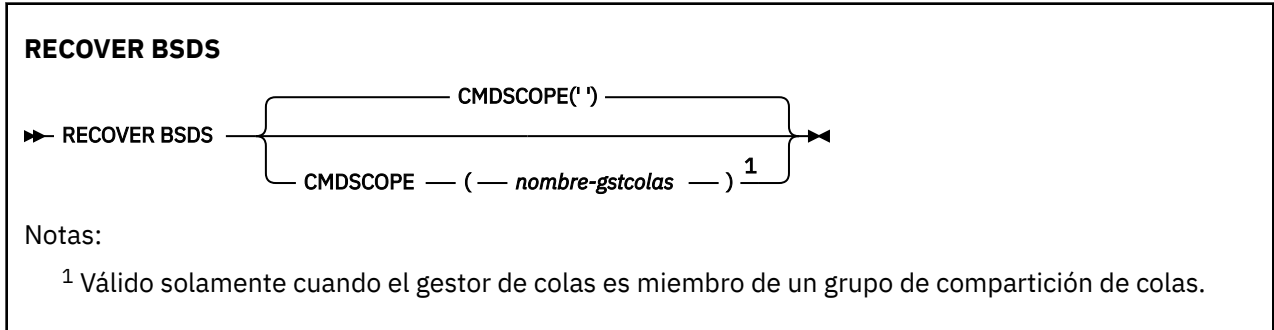 RECOVER BSDS
CMDSCOPE(' ')
RECOVER BSDS
CMDSCOPE ( nombre-gstcolas ) 1
Notas:
1 Válido solamente cuando el gestor de colas es miembro de un grupo de compartición de colas.